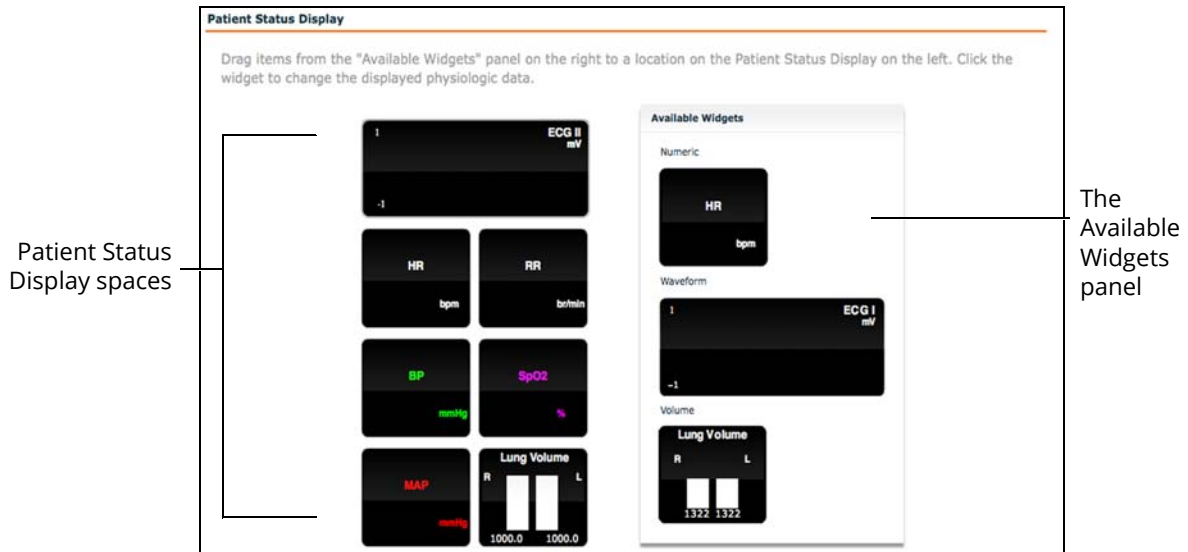 Patient Status Display
Drag items from the "Available Widgets" panel on the right to a location on the Patient Status Display on the left. Click the
widget to change the displayed physiologic data.
Patient Status
Display spaces
1
ECG II
mV
-1
HR
bpm
RR
br/min
BP
mmHg
SpO2
%
MAP
mmHg
Lung Volume
R
L
1000.0
1000.0
Available Widgets
Numeric
HR
bpm
Waveform
1
ECG I
mV
-1
Volume
Lung Volume
R
L
1322
1322
The
Available
Widgets
panel